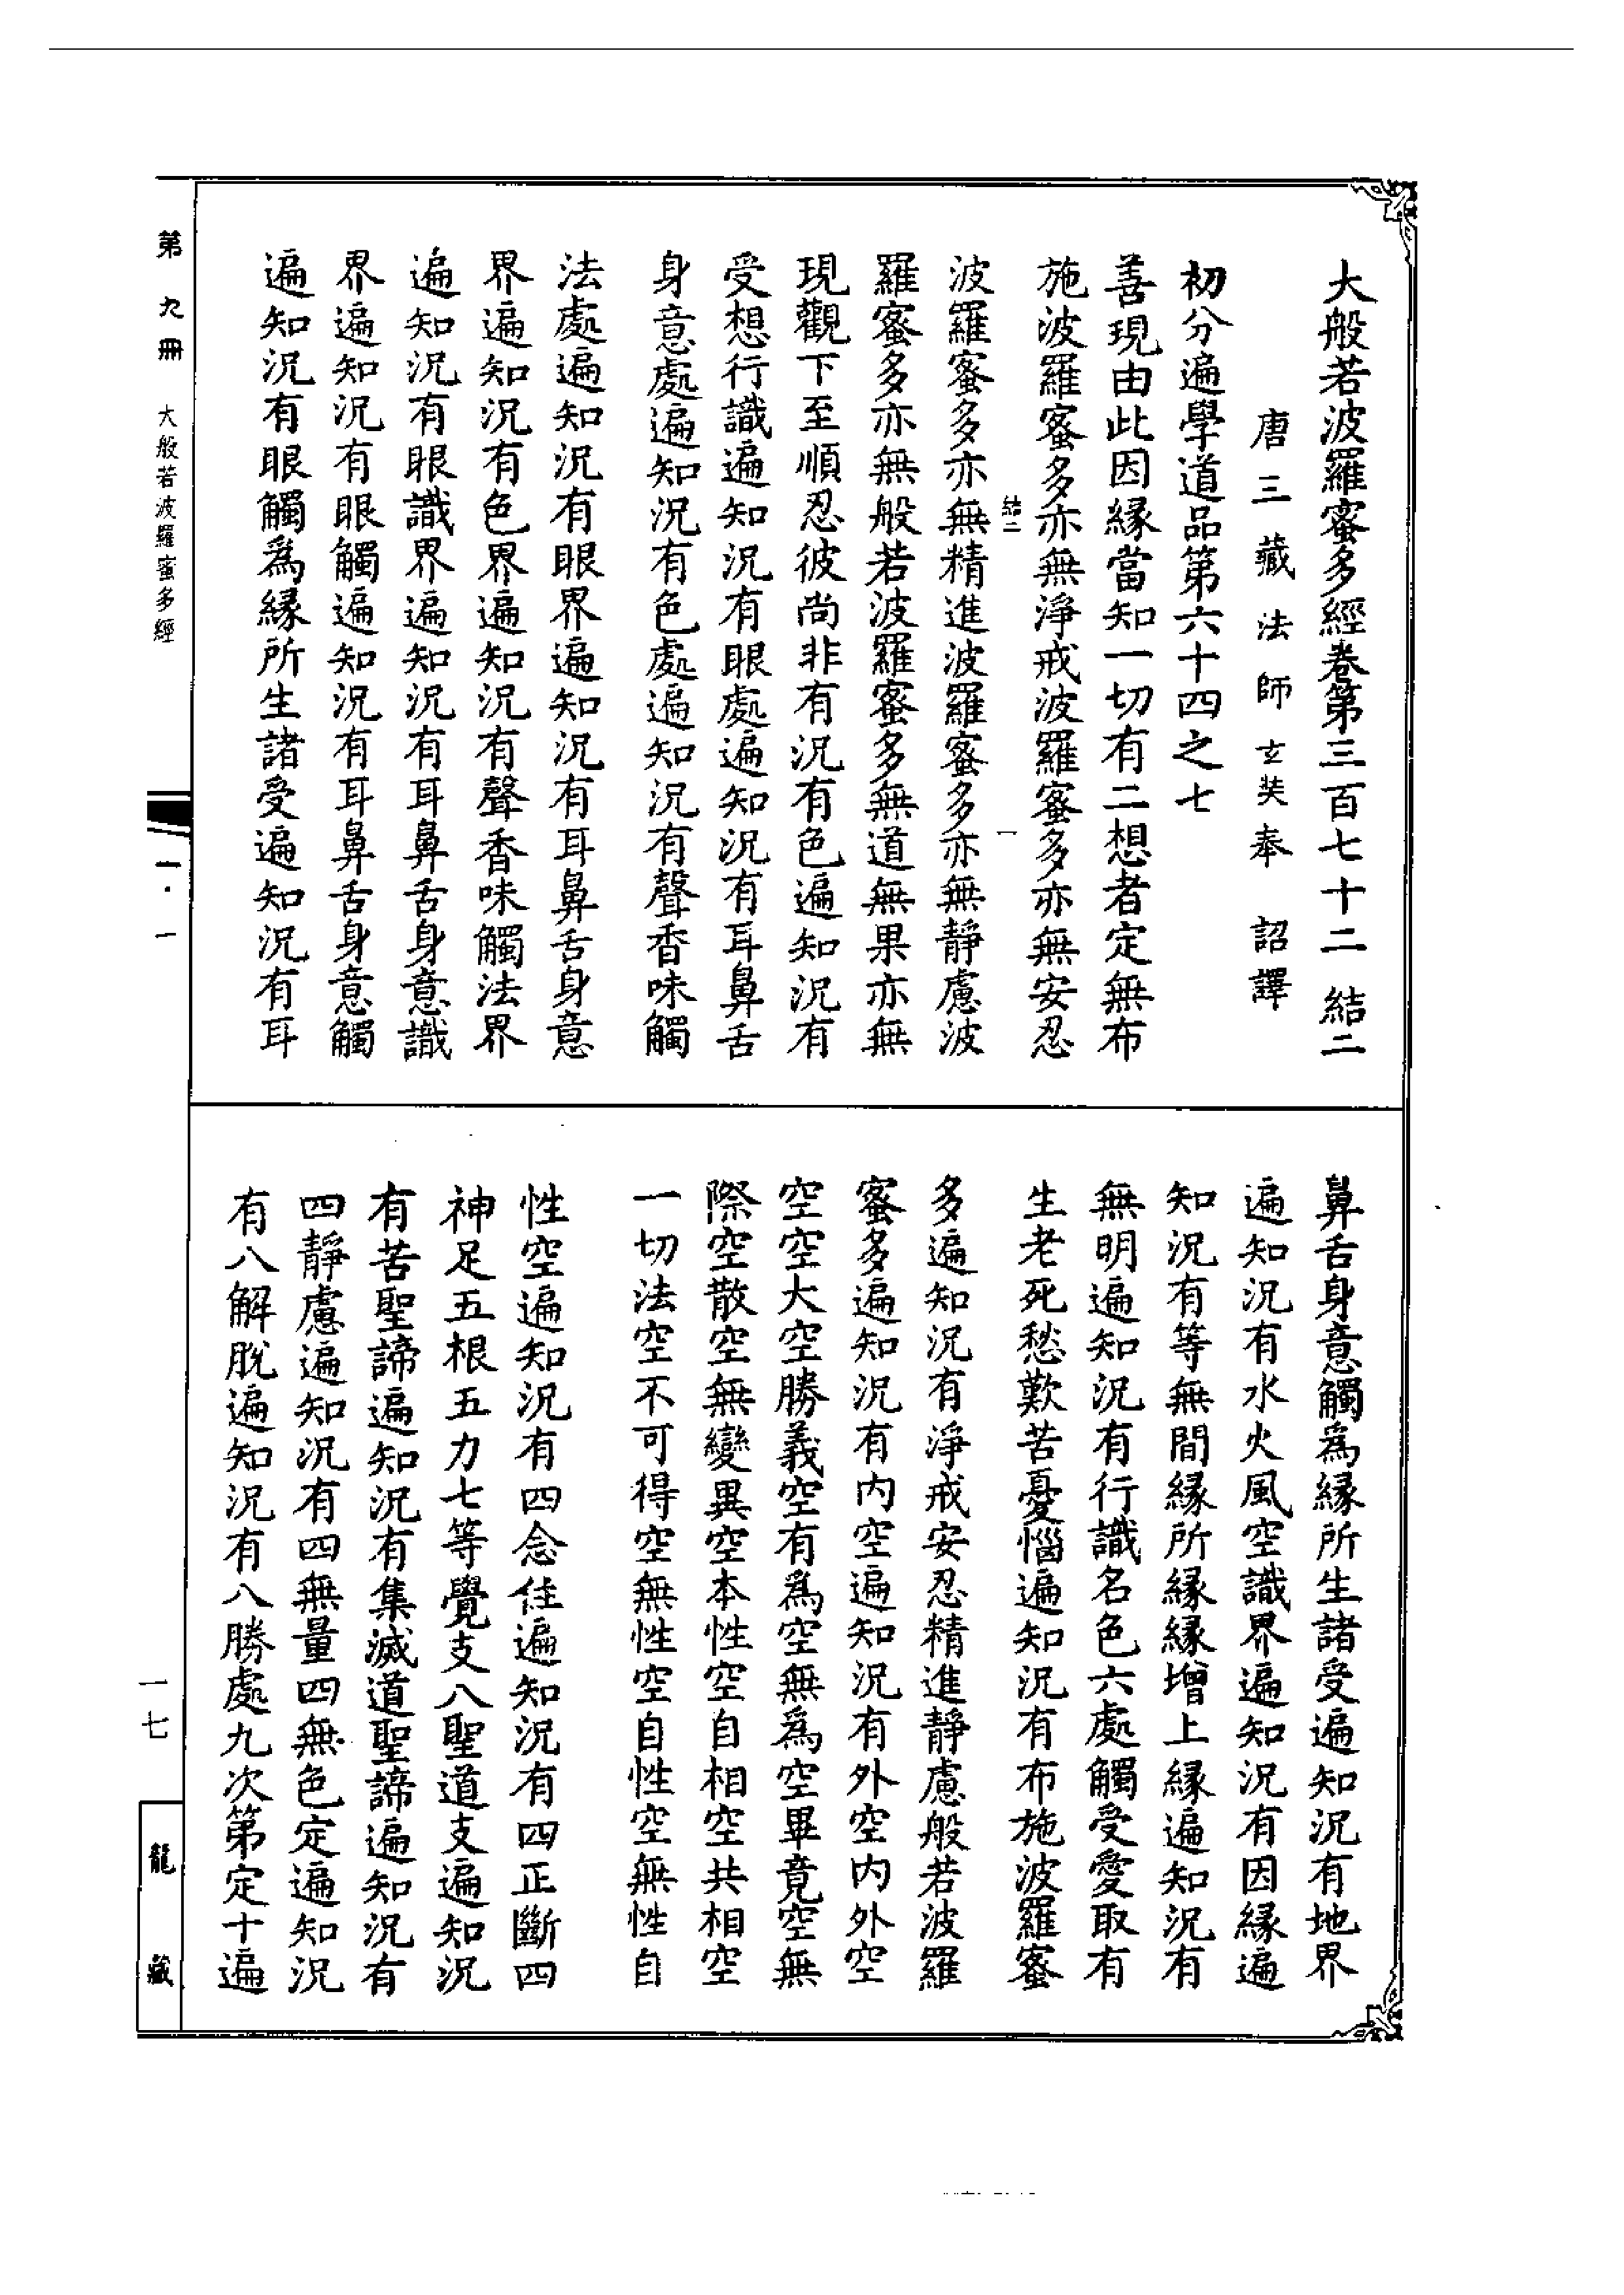 大般若波羅蜜多經卷第三百七十二 結二
唐三藏法師玄奘奉 詔譯
初分遍學道品第六十四之七
善現由此因緣當知一切有二想者定無布
施波羅蜜多亦無淨戒波羅蜜多亦無安忍
結二 一
波羅蜜多亦無精進波羅蜜多亦無靜慮波
羅蜜多亦無般若波羅蜜多無道無果亦無
現觀下至順忍彼尚非有況有色遍知況有
受想行識遍知況有眼處遍知況有耳鼻舌
身意處遍知況有色處遍知況有聲香味觸
法處遍知況有眼界遍知況有耳鼻舌身意
界遍知況有色界遍知況有聲香味觸法界
遍知況有眼識界遍知況有耳鼻舌身意識
界遍知況有眼觸遍知況有耳鼻舌身意觸
遍知況有眼觸為緣所生諸受遍知況有耳
鼻舌身意觸為緣所生諸受遍知況有地界
遍知況有水火風空識界遍知況有因緣遍
知況有等無間緣所緣緣增上緣遍知況有
無明遍知況有行識名色六處觸受愛取有
生老死愁歎苦憂惱遍知況有布施波羅蜜
多遍知況有淨戒安忍精進靜慮般若波羅
蜜多遍知況有內空遍知況有外空內外空
空空大空勝義空有為空無為空畢竟空無
際空散空無變異空本性空自相空共相空
一切法空不可得空無性空自性空無性自
性空遍知況有四念住遍知況有四正斷四
神足五根五力七等覺支八聖道支遍知況
有苦聖諦遍知況有集滅道聖諦遍知況有
四靜慮遍知況有四無量四無色定遍知況
有八解脫遍知況有八勝處九次第定十遍
第九冊 大般若波羅蜜多經
一·一
一七
龍藏